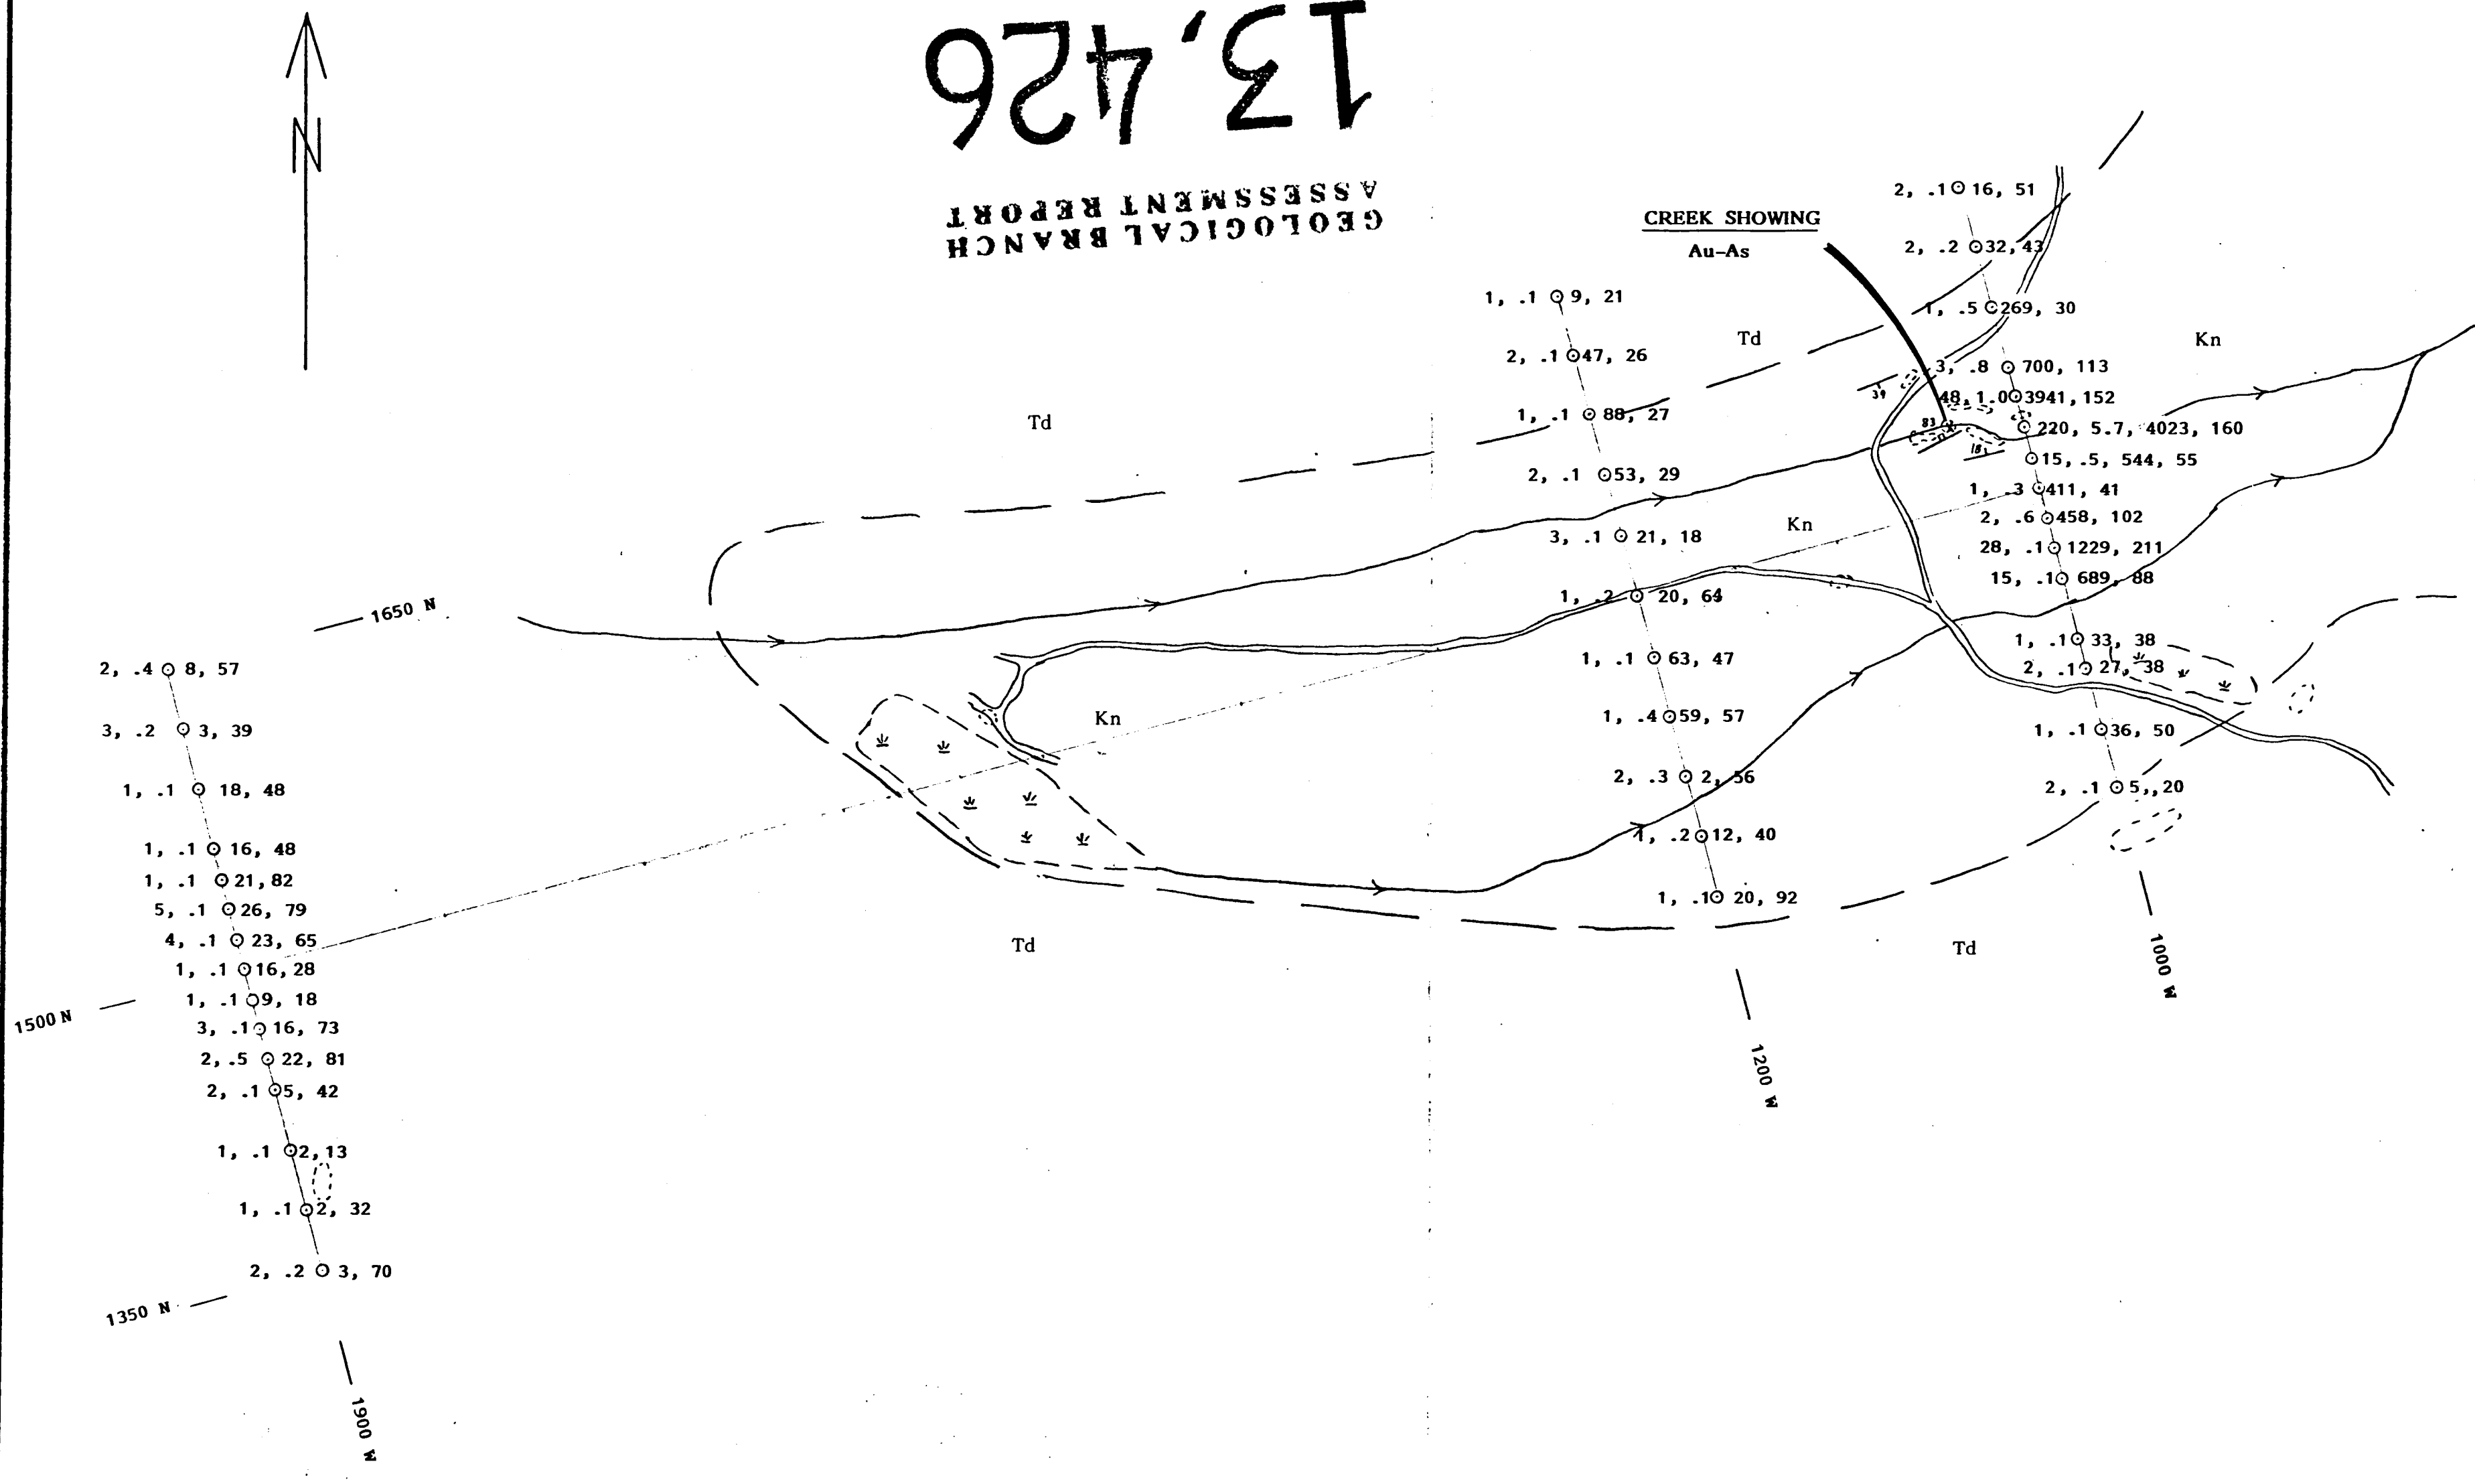 13,426
GEOLOGICAL BRANCH
ASSESSMENT REPORT
N
CREEK SHOWING
Au-As
Td
Td
Kn
Kn
Kn
Td
Td
39
83
18
1650 N
1500 N
1350 N
1900 W
1200 W
1000 W
2, .4 8, 57
3, .2 3, 39
1, .1 18, 48
1, .1 16, 48
1, .1 21,82
5, .1 26, 79
4, .1 23, 65
1, .1 16,28
1, .1 9, 18
3, .1 16, 73
2,.5 22, 81
2, .1 5, 42
1, .1 2,13
1, .1 2, 32
2, .2 3, 70
1, .1 9, 21
2, .1 47, 26
1, .1 88, 27
2, .1 53, 29
3, .1 21, 18
1, .2 20, 64
1, .1 63, 47
1, .4 59, 57
2, .3 2, 56
1, .2 12, 40
1, .1 20, 92
2, .1 16, 51
2, .2 32,43
1, .5 269, 30
3, .8 700, 113
48,1.0 3941,152
220, 5.7, 4023, 160
15, .5, 544, 55
1, .3 411, 41
2, .6 458, 102
28, .1 1229, 211
15, .1 689, 88
1, .1 33, 38
2, .1 27, 38
1, .1 36, 50
2, .1 5,,20